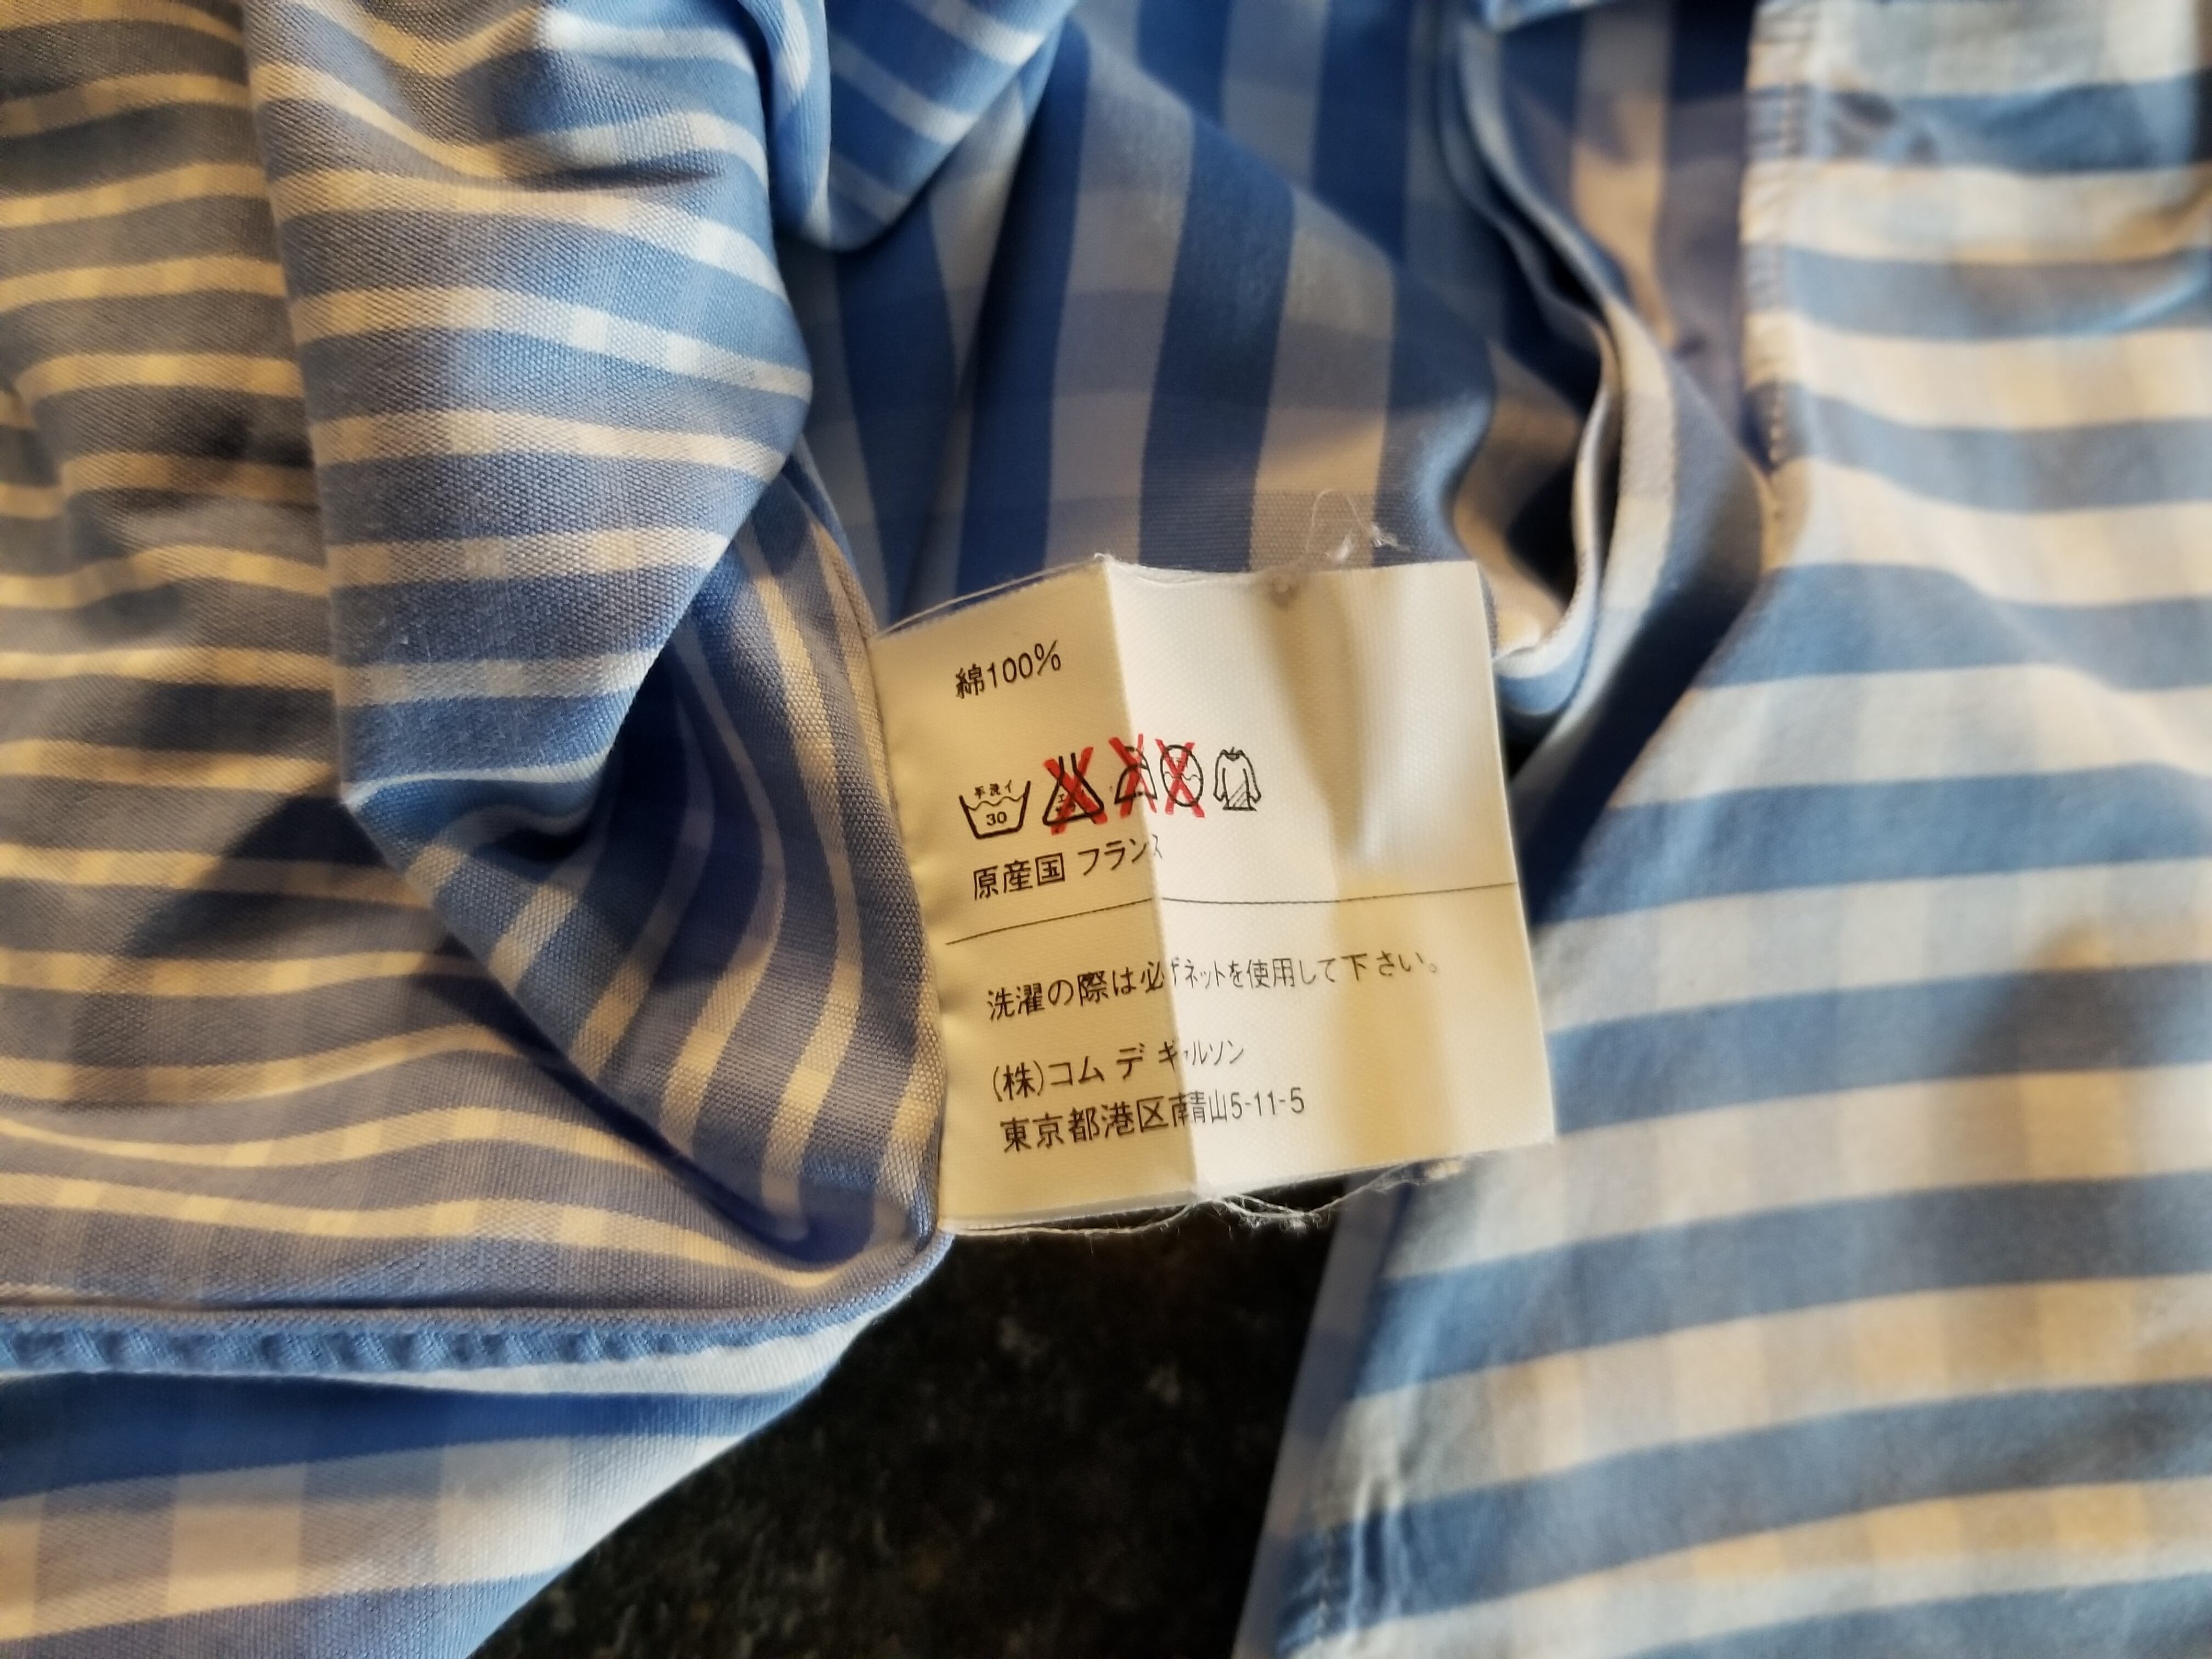 綿100%
手洗イ
30
原産国 フランス
洗濯の際は必ずネットを使用して下さい。
(株)コム デ ギャルソン
東京都港区南青山5-11-5